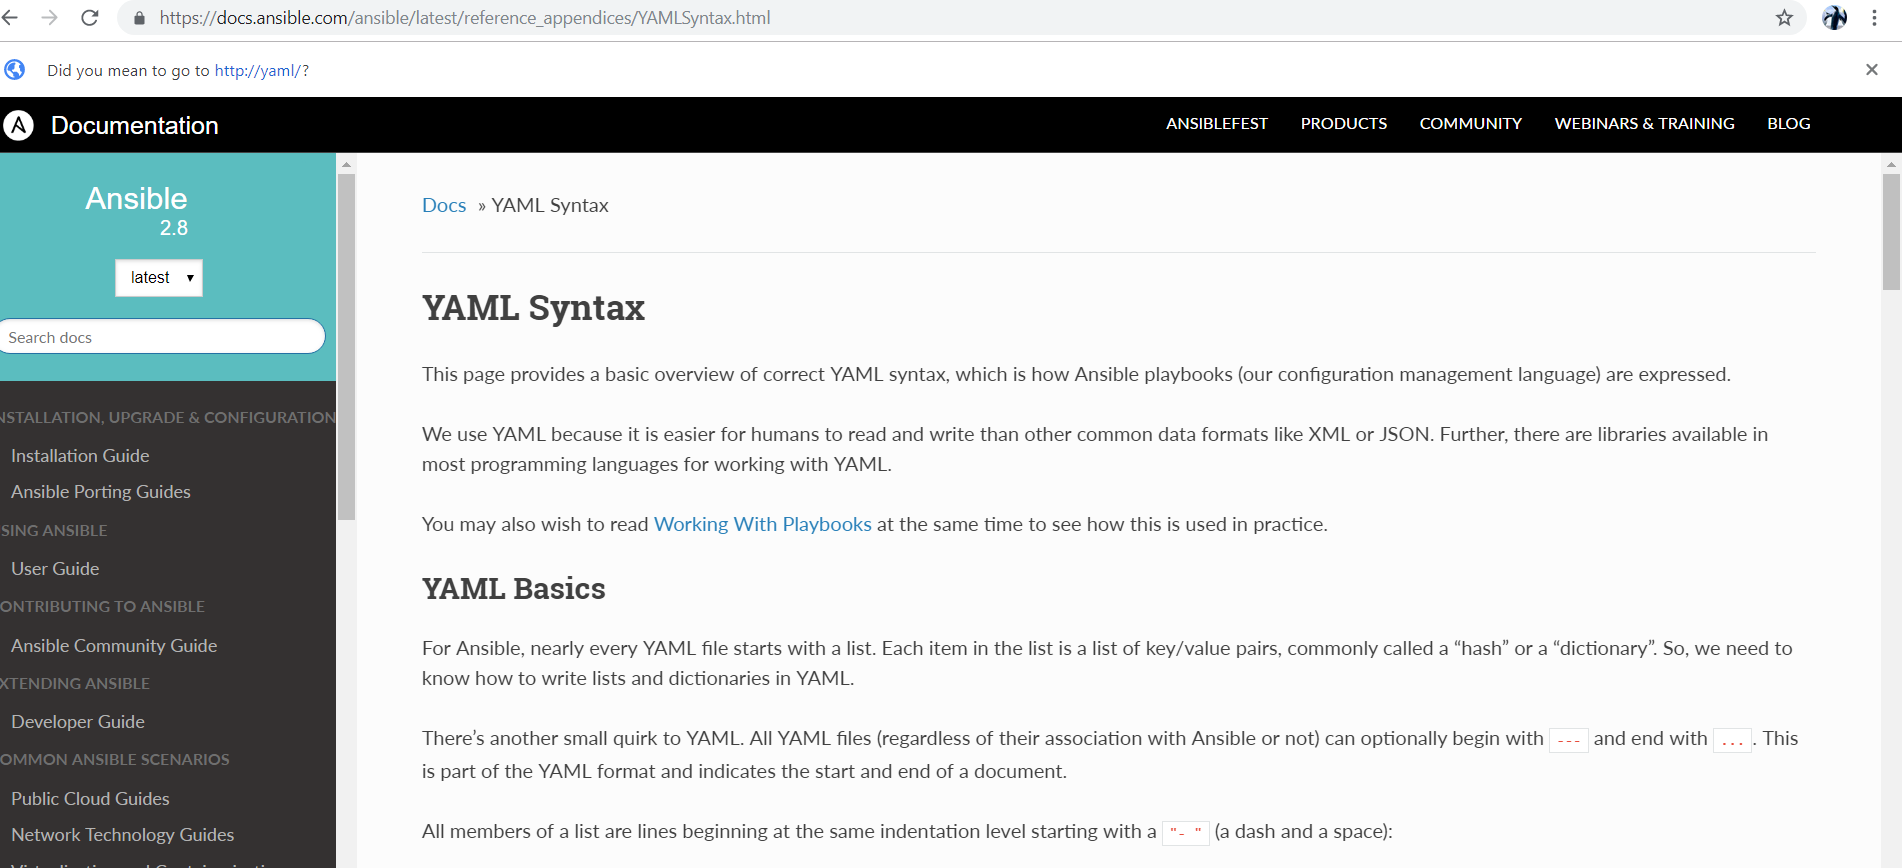 https://docs.ansible.com/ansible/latest/reference_appendices/YAMLSyntax.html
Did you mean to go to http://yaml/?
Documentation
ANSIBLEFEST PRODUCTS COMMUNITY WEBINARS & TRAINING BLOG
Ansible
2.8
latest
Search docs
NSTALLATION, UPGRADE & CONFIGURATION
Installation Guide
Ansible Porting Guides
SING ANSIBLE
User Guide
ONTRIBUTING TO ANSIBLE
Ansible Community Guide
XTENDING ANSIBLE
Developer Guide
OMMON ANSIBLE SCENARIOS
Public Cloud Guides
Network Technology Guides
Docs » YAML Syntax
YAML Syntax
This page provides a basic overview of correct YAML syntax, which is how Ansible playbooks (our configuration management language) are expressed.
We use YAML because it is easier for humans to read and write than other common data formats like XML or JSON. Further, there are libraries available in
most programming languages for working with YAML.
You may also wish to read Working With Playbooks at the same time to see how this is used in practice.
YAML Basics
For Ansible, nearly every YAML file starts with a list. Each item in the list is a list of key/value pairs, commonly called a “hash” or a “dictionary”. So, we need to
know how to write lists and dictionaries in YAML.
There’s another small quirk to YAML. All YAML files (regardless of their association with Ansible or not) can optionally begin with --- and end with ... . This
is part of the YAML format and indicates the start and end of a document.
All members of a list are lines beginning at the same indentation level starting with a "- " (a dash and a space):